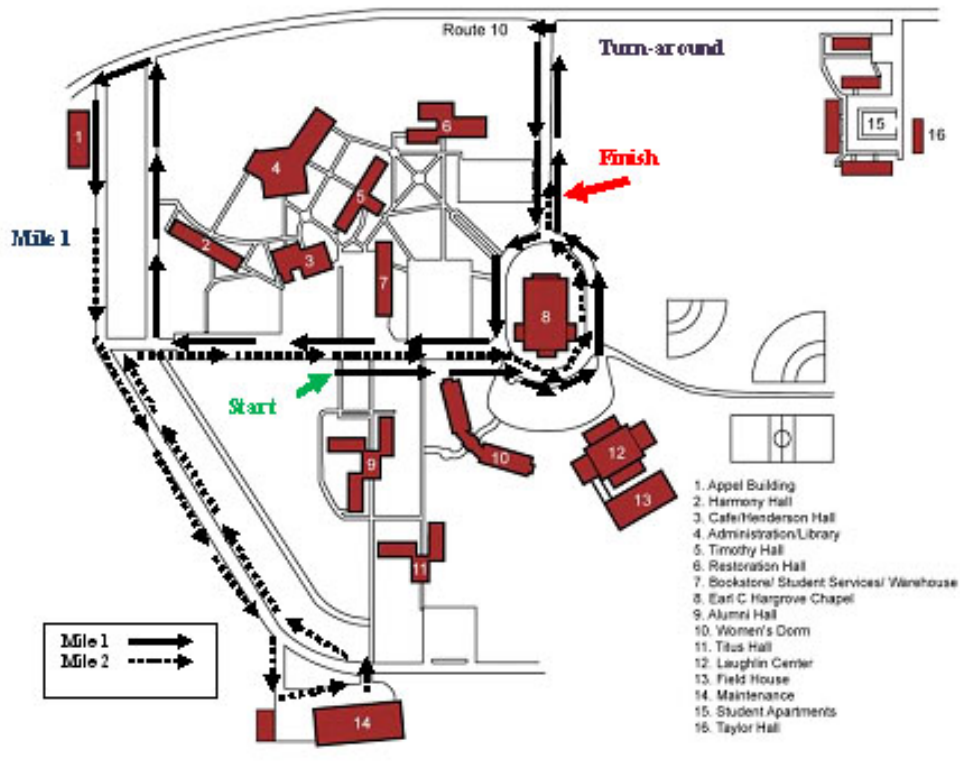 Route 10
Turn-around
1
6
15
16
4
Finish
5
Mile 1
2
3
7
8
Start
9
10
12
13
11
14
Mile 1
Mile 2
1. Appel Building
2. Harmony Hall
3. Cafe/Henderson Hall
4. Administration/Library
5. Timothy Hall
6. Restoration Hall
7. Bookstore/ Student Services/ Warehouse
8. Earl C Hargrove Chapel
9. Alumni Hall
10. Women's Dorm
11. Titus Hall
12. Laughlin Center
13. Field House
14. Maintenance
15. Student Apartments
16. Taylor Hall